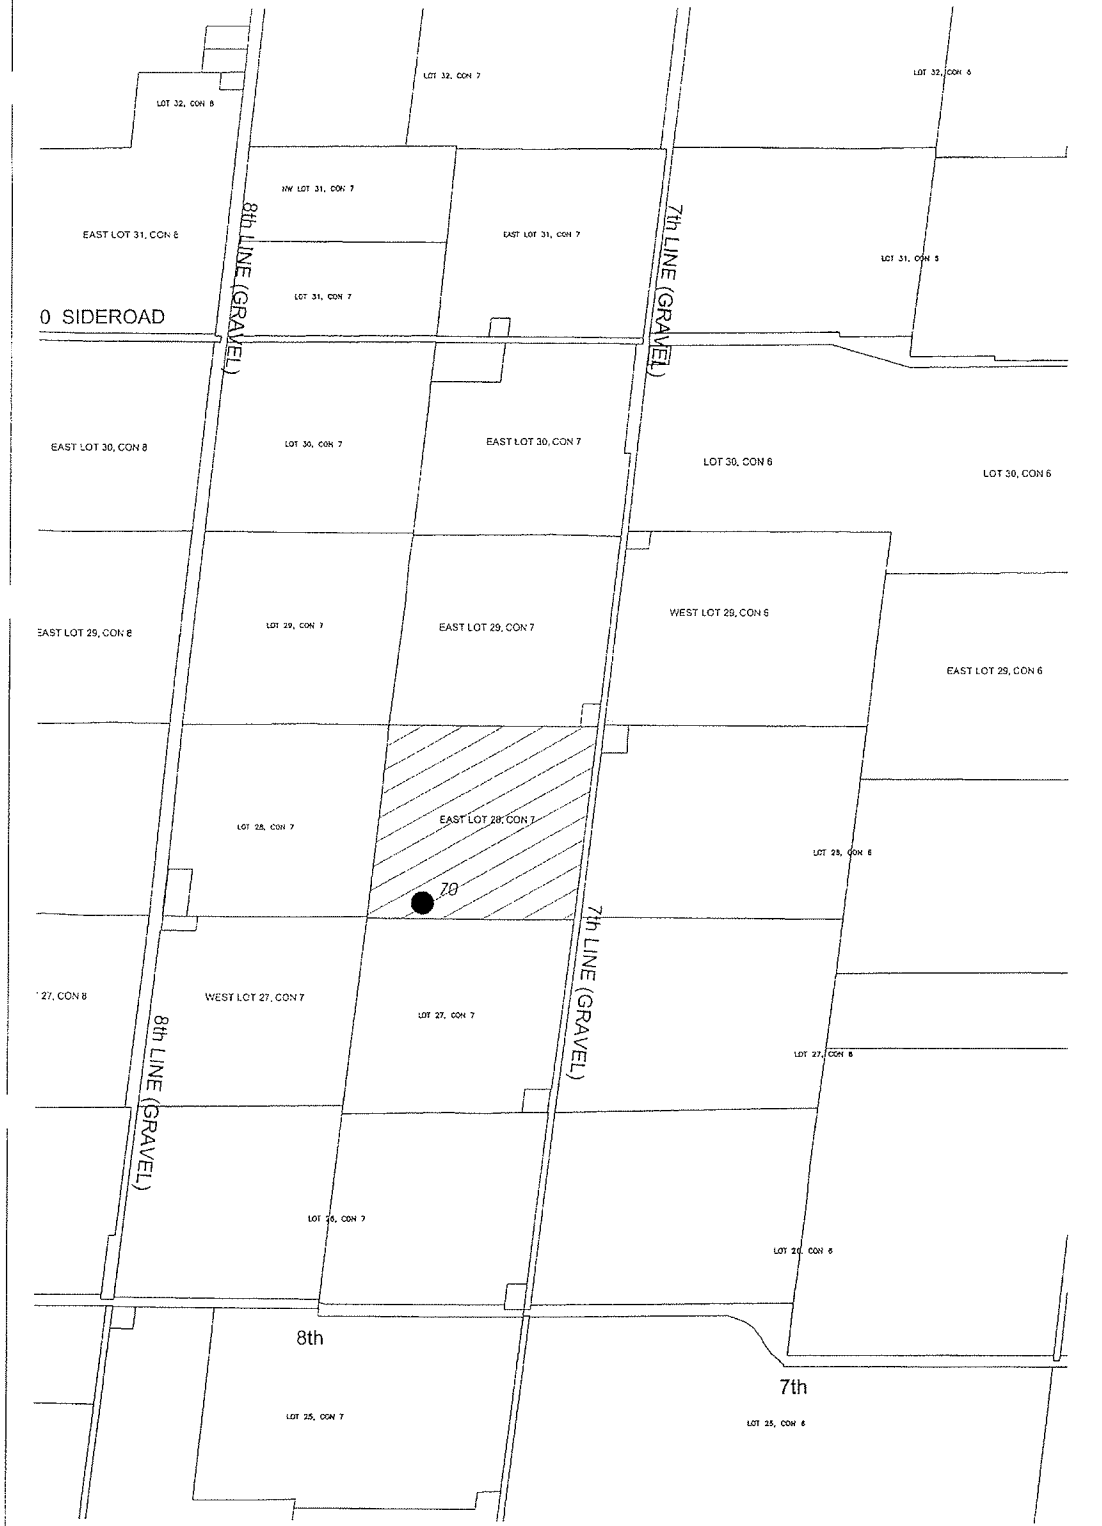 LOT 32, CON 7
LOT 32, CON 6
LOT 32, CON 8
NW LOT 31, CON 7
EAST LOT 31, CON 8
8th LINE (GRAVEL)
EAST LOT 31, CON 7
7th LINE (GRAVEL)
LOT 31, CON 6
LOT 31, CON 7
0 SIDEROAD
EAST LOT 30, CON 8
LOT 30, CON 7
EAST LOT 30, CON 7
LOT 30, CON 6
LOT 30, CON 6
EAST LOT 29, CON 8
LOT 29, CON 7
EAST LOT 29, CON 7
WEST LOT 29, CON 6
EAST LOT 29, CON 6
LOT 28, CON 7
EAST LOT 28, CON 7
LOT 28, CON 6
70
27, CON 8
WEST LOT 27, CON 7
LOT 27, CON 7
7th LINE (GRAVEL)
8th LINE (GRAVEL)
LOT 27, CON 6
LOT 26, CON 7
LOT 26, CON 6
8th
7th
LOT 25, CON 7
LOT 25, CON 6